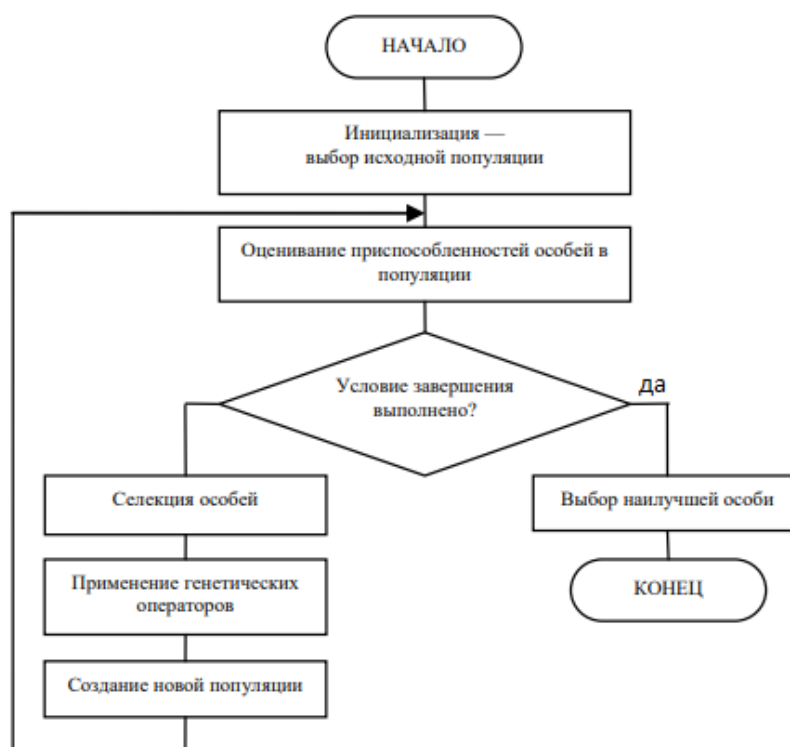 НАЧАЛО
Инициализация —
выбор исходной популяции
Оценивание приспособленностей особей в
популяции
Условие завершения
выполнено?
да
Селекция особей
Выбор наилучшей особи
Применение генетических
операторов
КОНЕЦ
Создание новой популяции